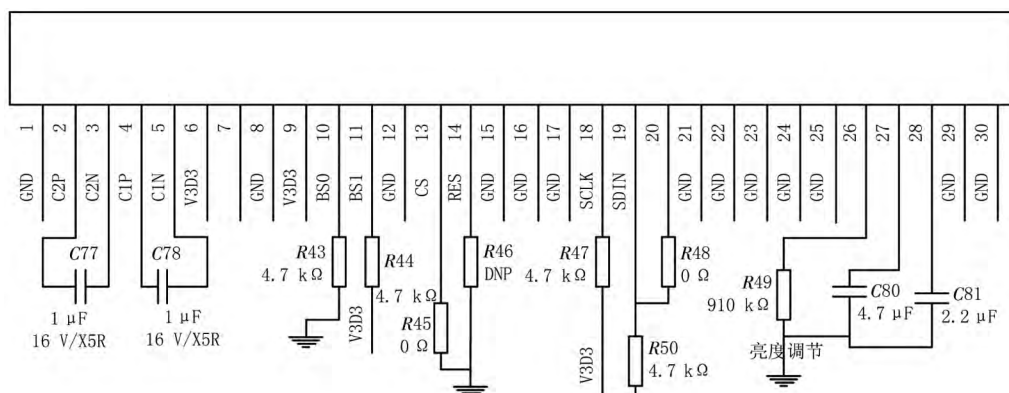 1
2
3
4
5
6
7
8
9
10
11
12
13
14
15
16
17
18
19
20
21
22
23
24
25
26
27
28
29
30
GND
C2P
C2N
C1P
C1N
V3D3
GND
V3D3
BS0
BS1
GND
CS
RES
GND
GND
GND
SCLK
SDIN
GND
GND
GND
GND
GND
GND
GND
C77
1 μF
16 V/X5R
C78
1 μF
16 V/X5R
R43
4.7 kΩ
R44
4.7 kΩ
V3D3
R45
0 Ω
R46
DNP
R47
4.7 kΩ
V3D3
R48
0 Ω
R50
4.7 kΩ
R49
910 kΩ
亮度调节
C80
4.7 μF
C81
2.2 μF